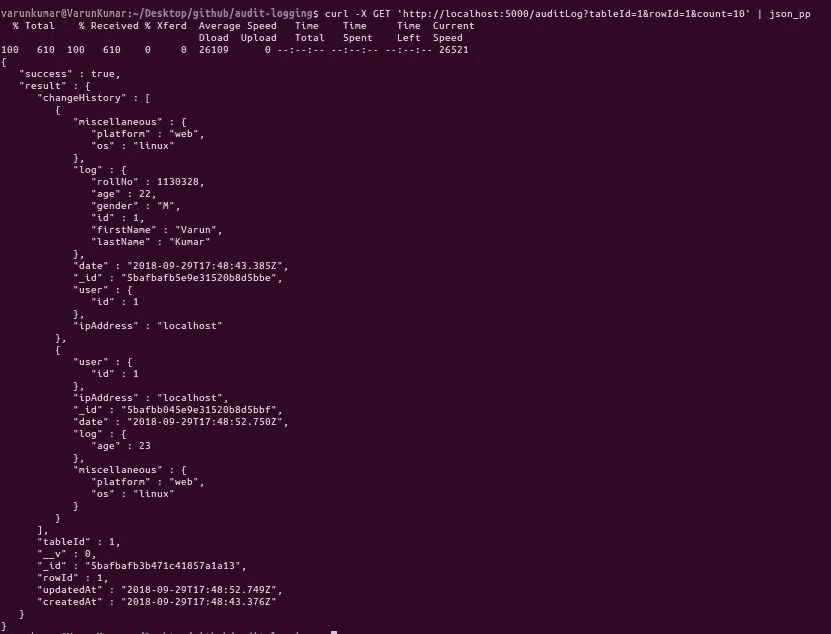 varunkumar@VarunKumar:~/Desktop/github/audit-logging$ curl -X GET 'http://localhost:5000/auditLog?tableId=1&rowId=1&count=10' | json_pp
  % Total    % Received % Xferd  Average Speed   Time    Time     Time  Current
                                 Dload  Upload   Total   Spent    Left  Speed
100   610  100   610    0     0  26109      0 --:--:-- --:--:-- --:--:-- 26521
{
   "success" : true,
   "result" : {
      "changeHistory" : [
         {
            "miscellaneous" : {
               "platform" : "web",
               "os" : "linux"
            },
            "log" : {
               "rollNo" : 1130328,
               "age" : 22,
               "gender" : "M",
               "id" : 1,
               "firstName" : "Varun",
               "lastName" : "Kumar"
            },
            "date" : "2018-09-29T17:48:43.385Z",
            "_id" : "5bafbafb5e9e31520b8d5bbe",
            "user" : {
               "id" : 1
            },
            "ipAddress" : "localhost"
         },
         {
            "user" : {
               "id" : 1
            },
            "ipAddress" : "localhost",
            "_id" : "5bafbb045e9e31520b8d5bbf",
            "date" : "2018-09-29T17:48:52.750Z",
            "log" : {
               "age" : 23
            },
            "miscellaneous" : {
               "platform" : "web",
               "os" : "linux"
            }
         }
      ],
      "tableId" : 1,
      "__v" : 0,
      "_id" : "5bafbafb3b471c41857a1a13",
      "rowId" : 1,
      "updatedAt" : "2018-09-29T17:48:52.749Z",
      "createdAt" : "2018-09-29T17:48:43.376Z"
   }
}